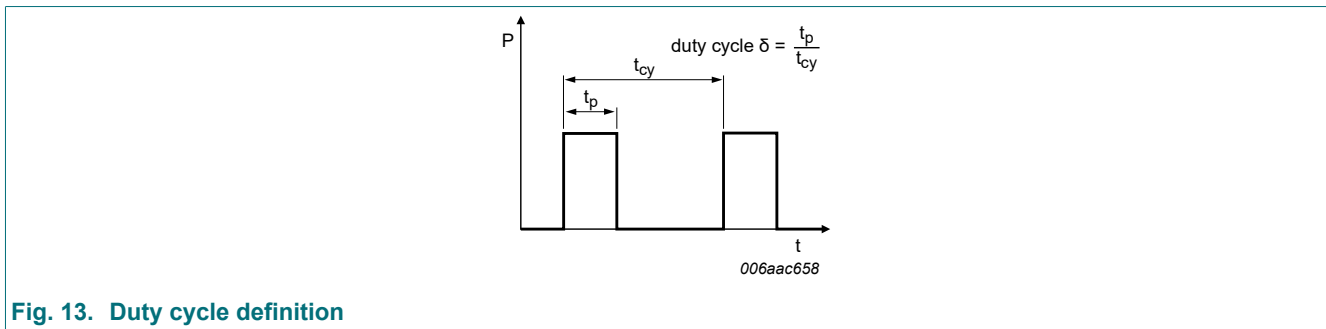 P
duty cycle δ = tp/tcy
tcy
tp
t
006aac658
Fig. 13. Duty cycle definition